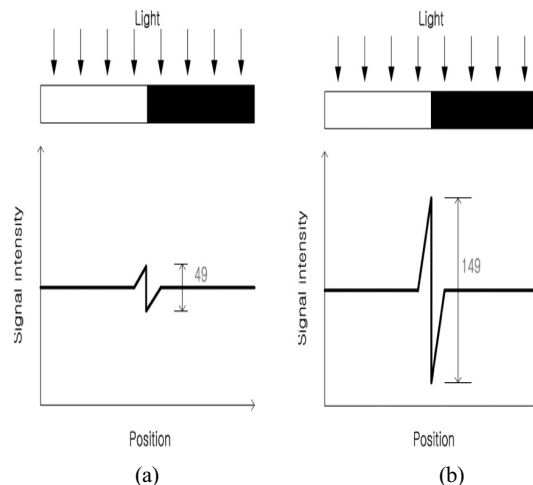 Light
Signal intensity
49
Position
(a)
Light
Signal intensity
149
Position
(b)